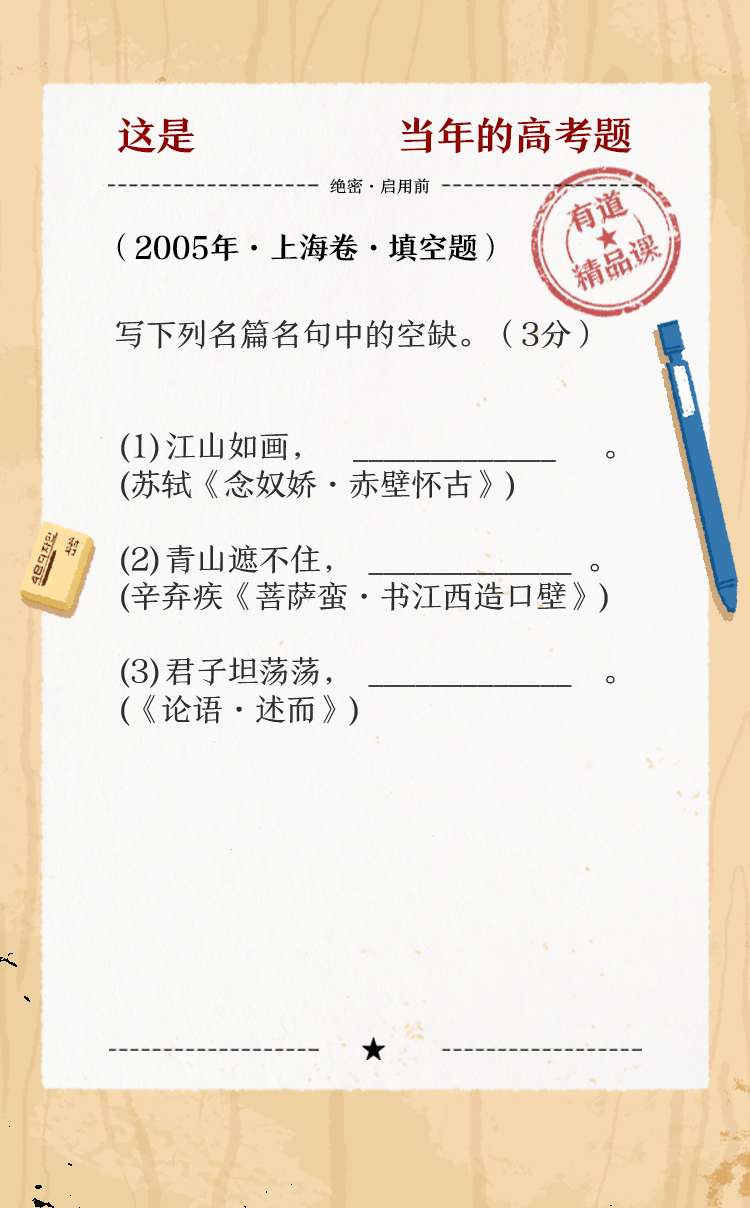 这是 当年的高考题
绝密·启用前
有道
精品课
（2005年·上海卷·填空题）
写下列名篇名句中的空缺。（3分）
(1)江山如画， _____________ 。
(苏轼《念奴娇·赤壁怀古》)
(2)青山遮不住， _____________ 。
(辛弃疾《菩萨蛮·书江西造口壁》)
(3)君子坦荡荡， _____________ 。
(《论语·述而》)